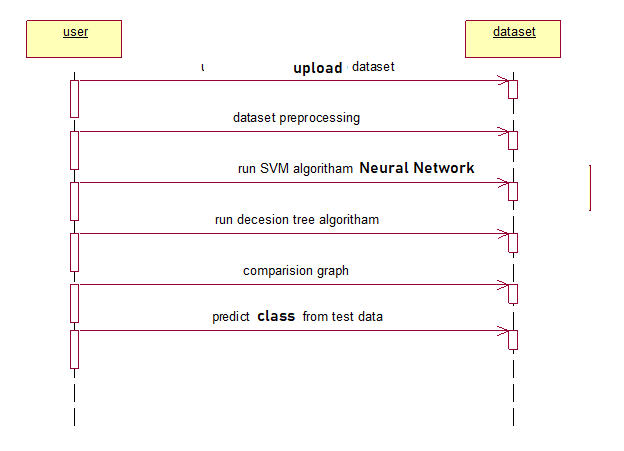 user dataset
upload dataset
dataset preprocessing
run SVM algoritham Neural Network
run decesion tree algoritham
comparision graph
predict class from test data